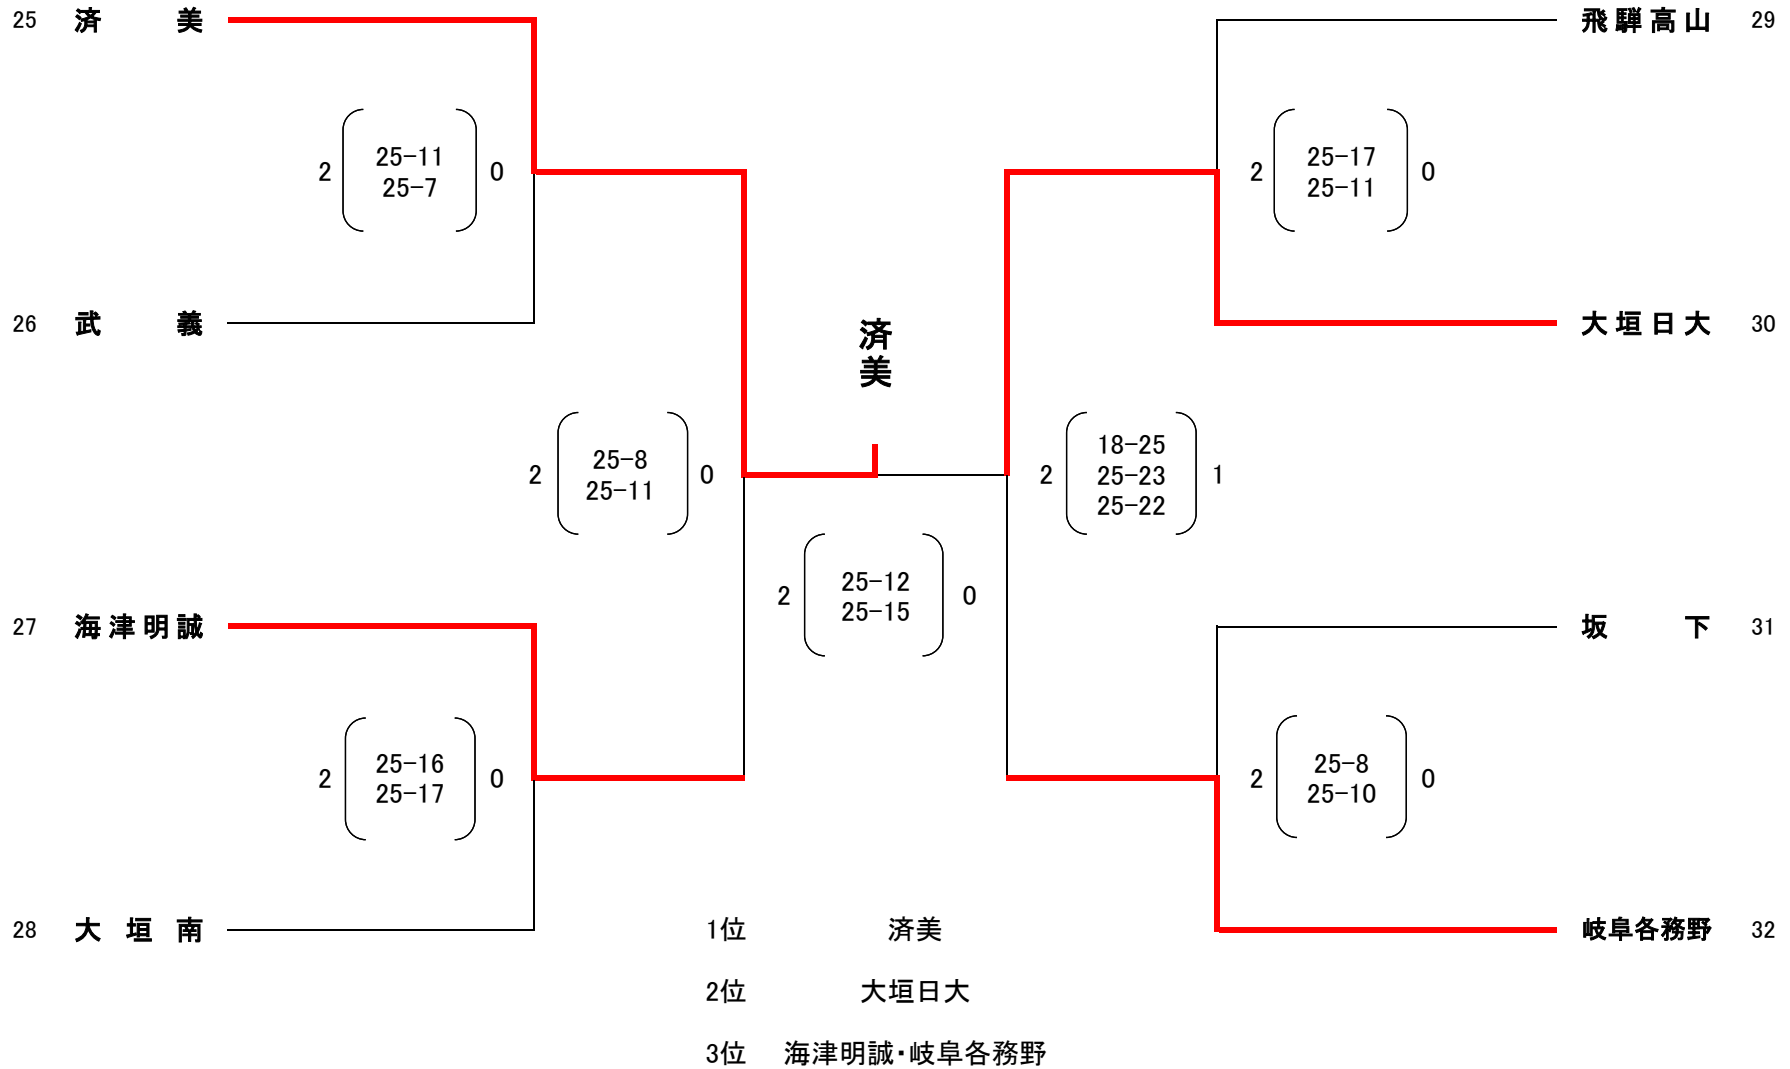 25 済美
飛騨高山 29
2 25-11 0
25-7
2 25-17 0
25-11
26 武義
済美
大垣日大 30
2 25-8 0
25-11
2 18-25 1
25-23
25-22
2 25-12 0
25-15
27 海津明誠
坂下 31
2 25-16 0
25-17
2 25-8 0
25-10
28 大垣南
岐阜各務野 32
1位 済美
2位 大垣日大
3位 海津明誠・岐阜各務野